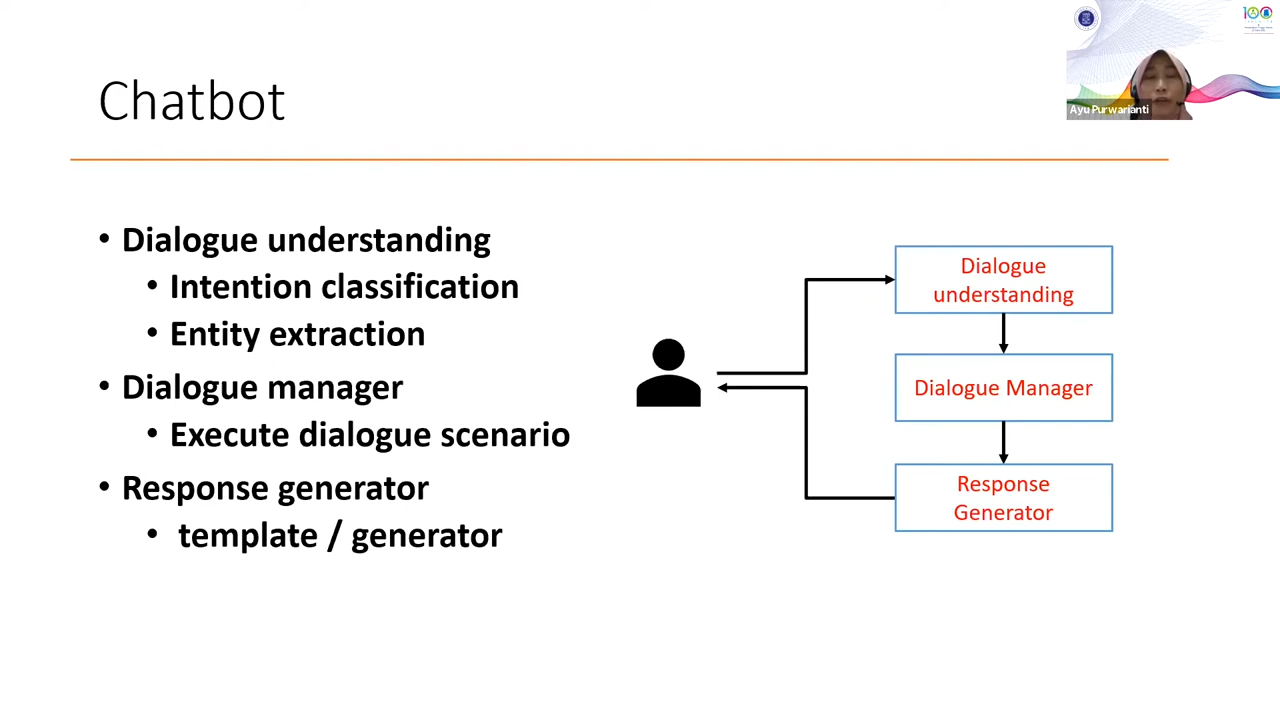 Chatbot
• Dialogue understanding
• Intention classification
• Entity extraction
• Dialogue manager
• Execute dialogue scenario
• Response generator
• template / generator
Dialogue
understanding
Dialogue Manager
Response
Generator
Ayu Purwarianti
100